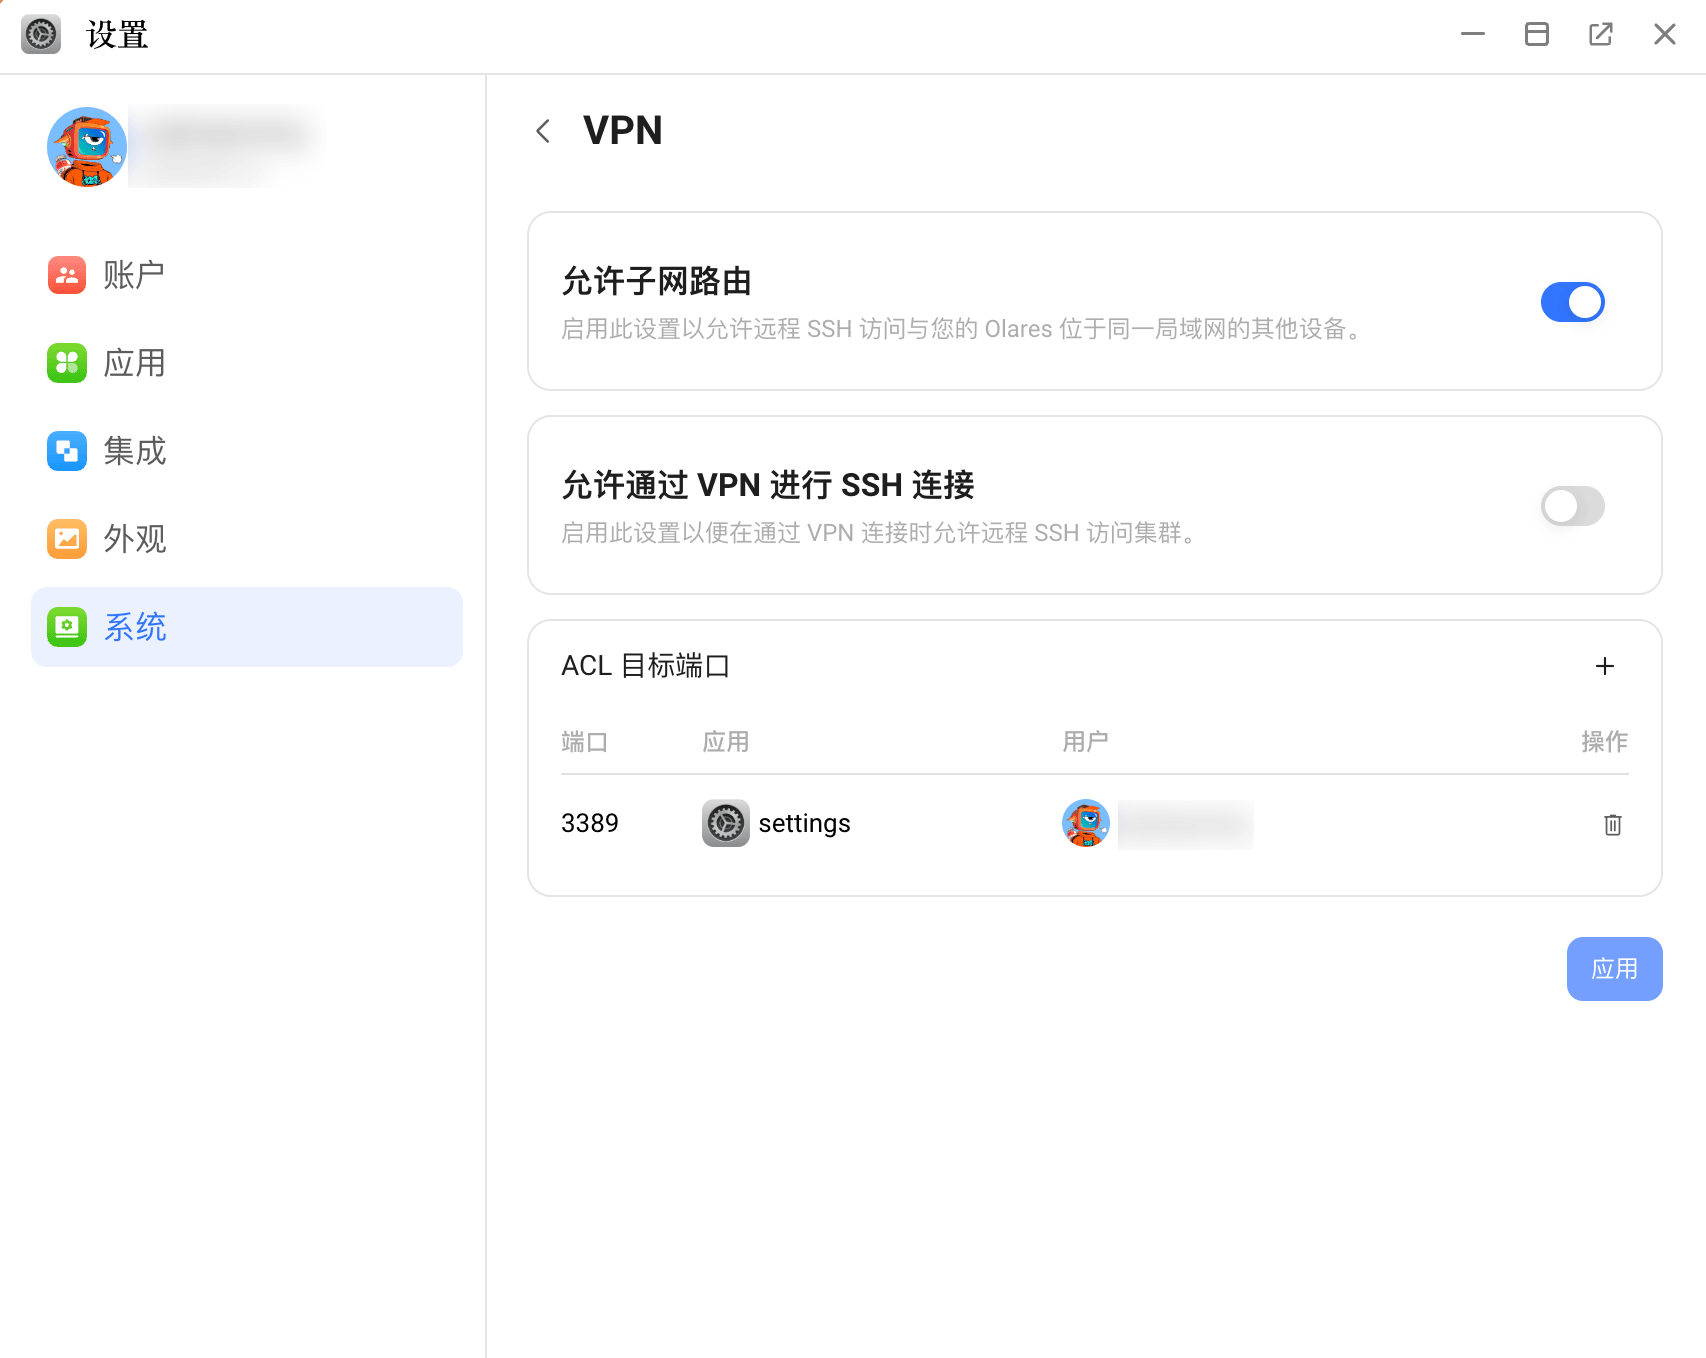 设置
账户
应用
集成
外观
系统
VPN
允许子网路由
启用此设置以允许远程 SSH 访问与您的 Olares 位于同一局域网的其他设备。
允许通过 VPN 进行 SSH 连接
启用此设置以便在通过 VPN 连接时允许远程 SSH 访问集群。
ACL 目标端口
端口 应用 用户 操作
3389 settings
应用